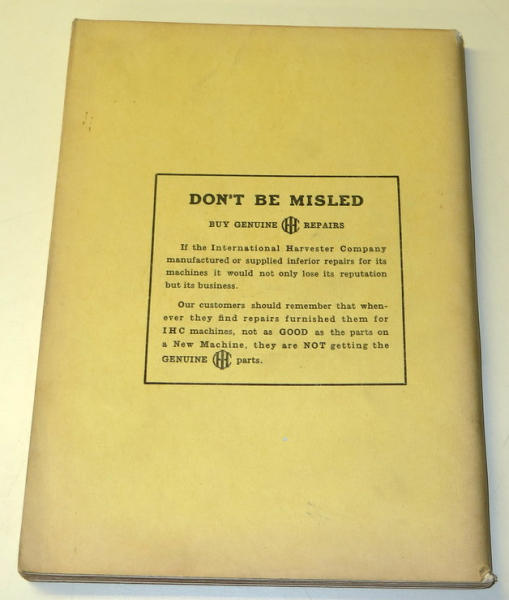 DON'T BE MISLED
BUY GENUINE IHC REPAIRS
If the International Harvester Company
manufactured or supplied inferior repairs for its
machines it would not only lose its reputation
but its business.
Our customers should remember that when-
ever they find repairs furnished them for
IHC machines, not as GOOD as the parts on
a New Machine, they are NOT getting the
GENUINE IHC parts.